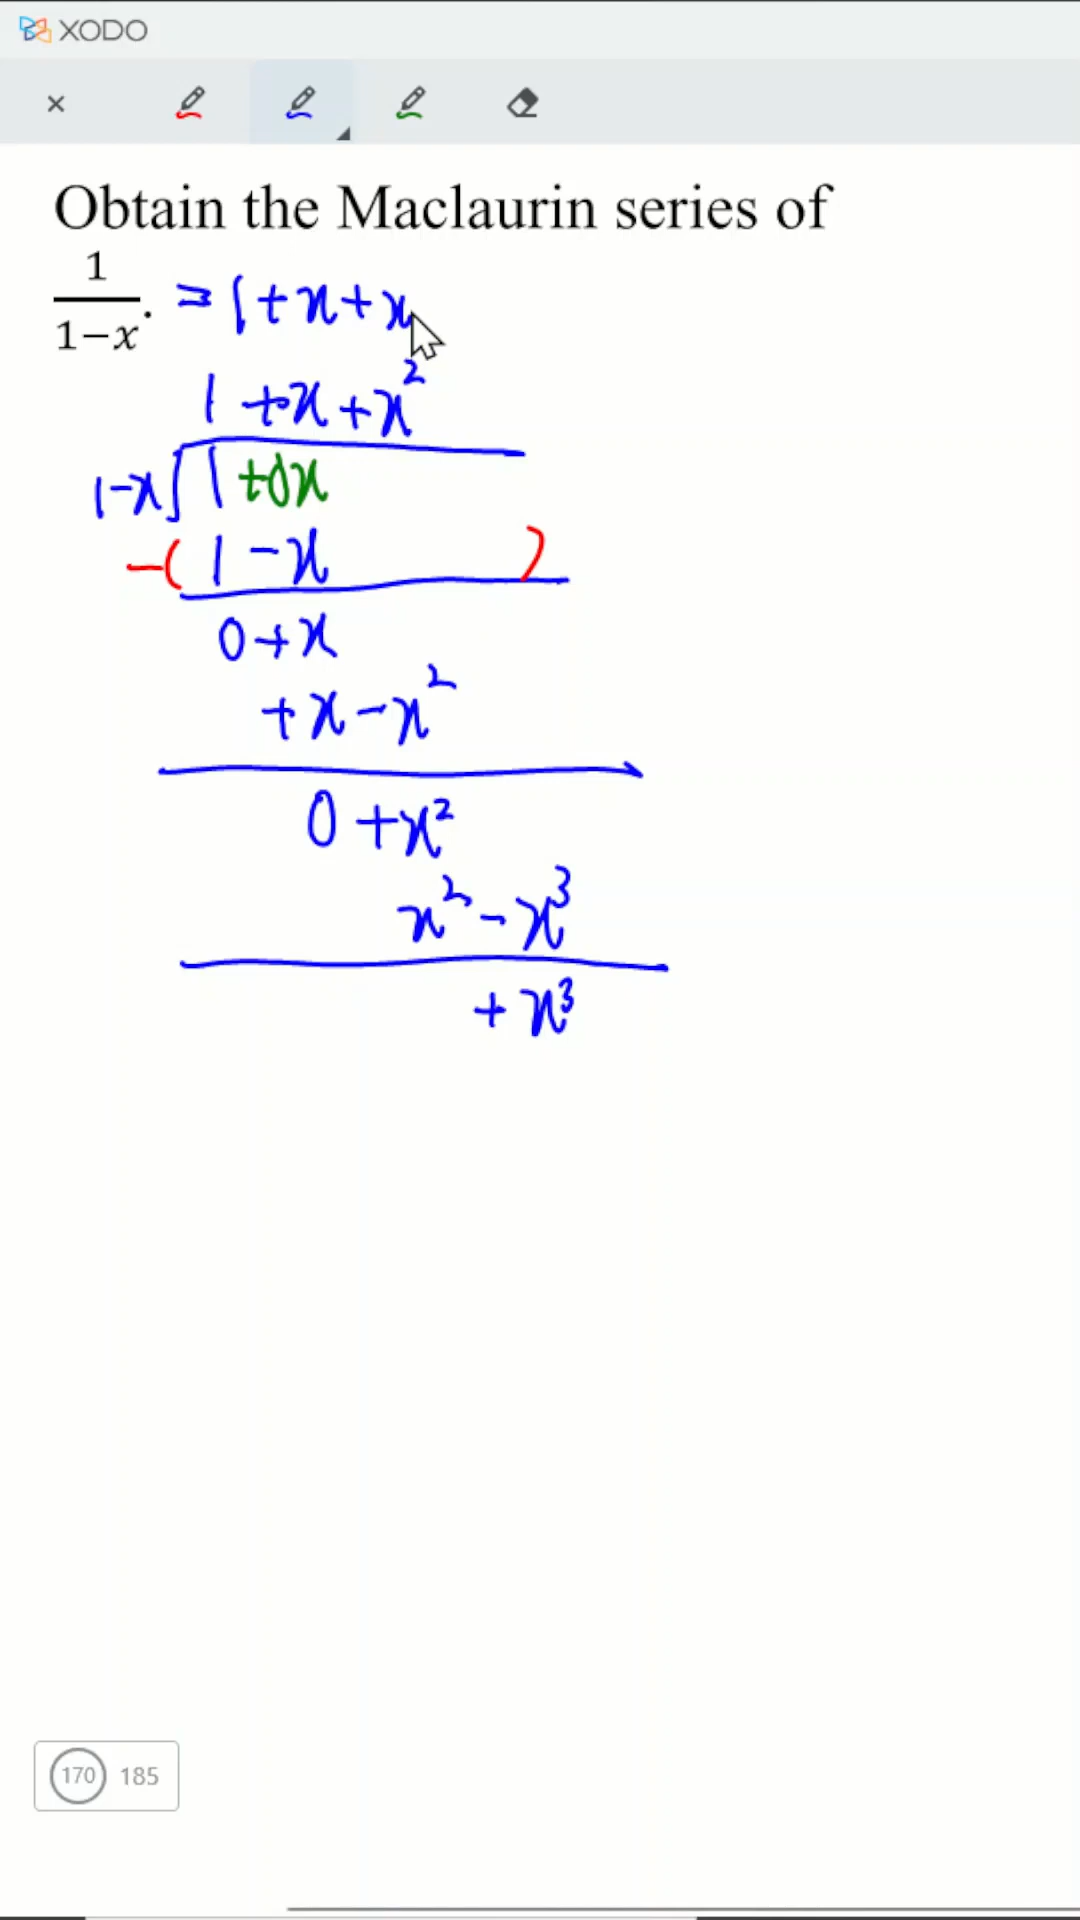 XODO
Obtain the Maclaurin series of
1/(1−x). = 1 + x + x
1 + x + x²
1-x 1 + 0x
-( 1 - x )
0 + x
+ x - x²
0 + x²
x² - x³
+ x³
170 185